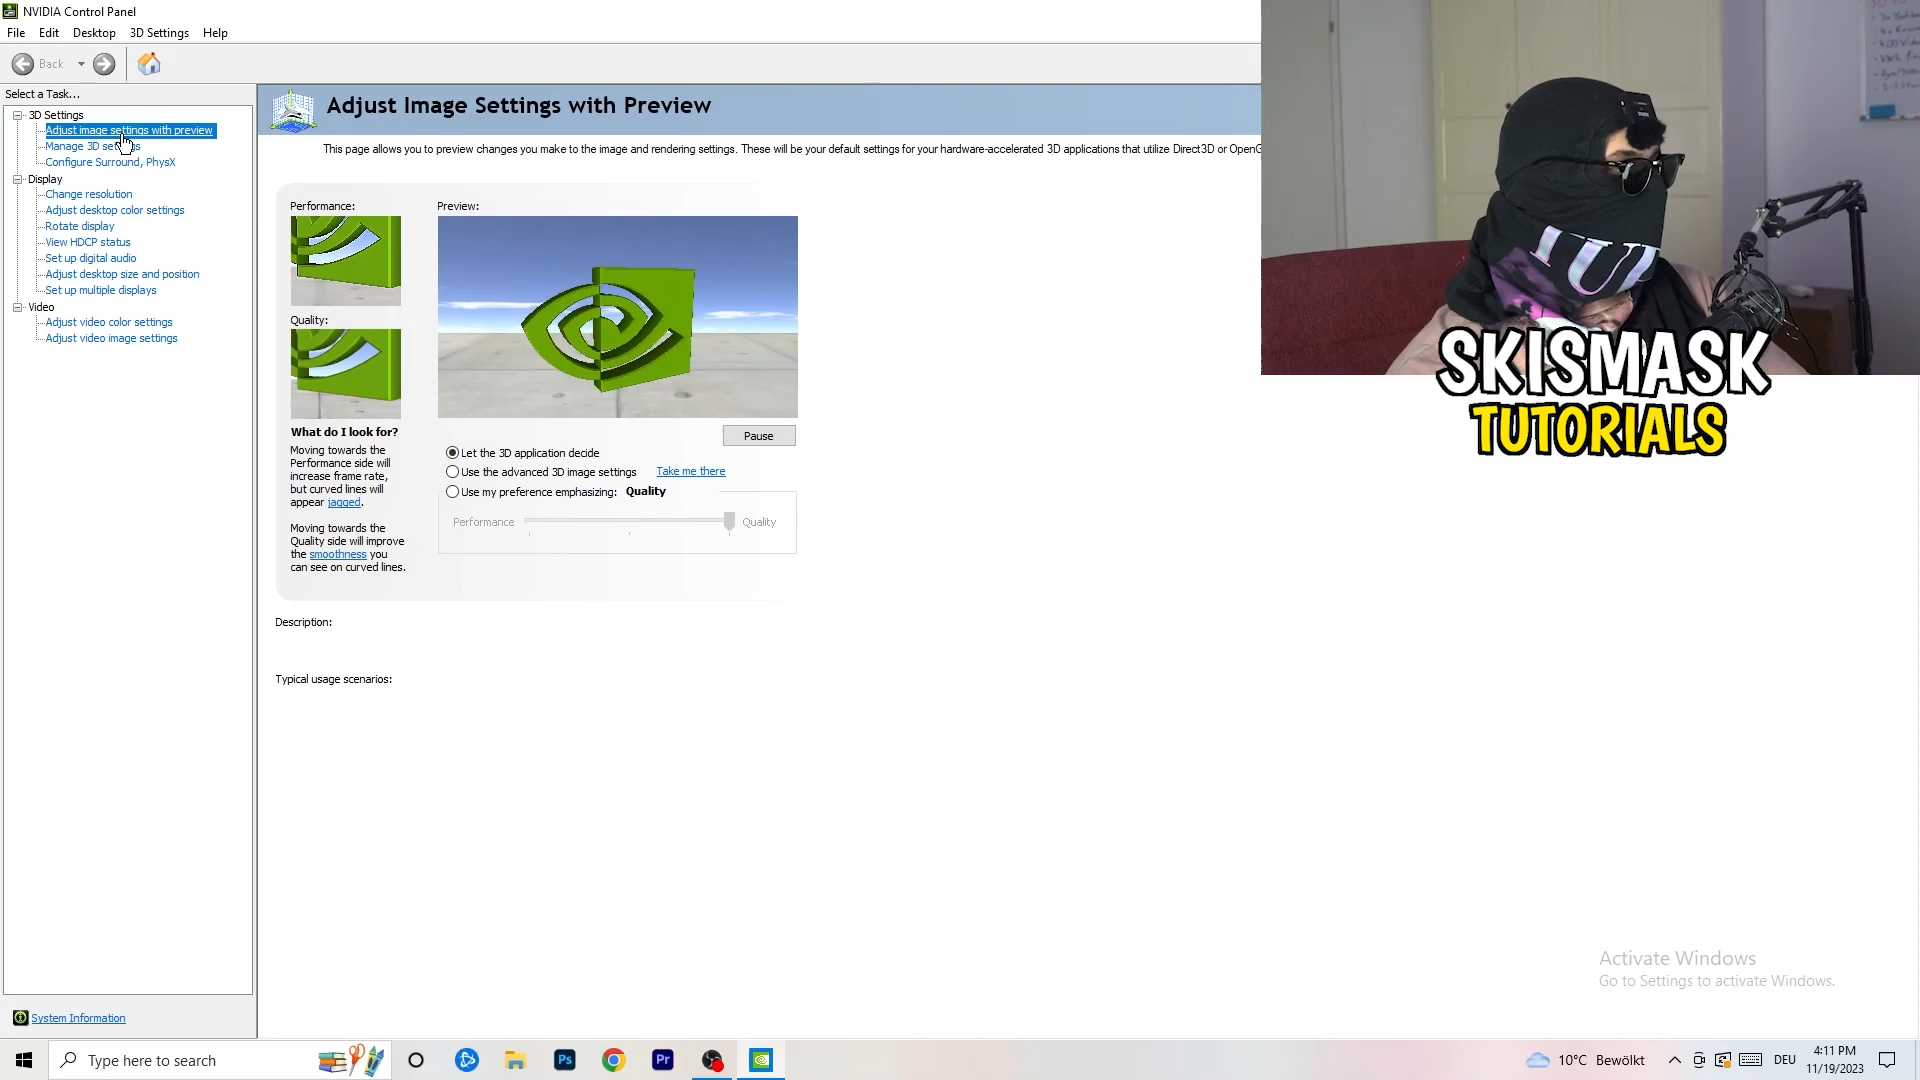 NVIDIA Control Panel
File Edit Desktop 3D Settings Help
Back
Select a Task...
3D Settings
Adjust image settings with preview
Manage 3D settings
Configure Surround, PhysX
Display
Change resolution
Adjust desktop color settings
Rotate display
View HDCP status
Set up digital audio
Adjust desktop size and position
Set up multiple displays
Video
Adjust video color settings
Adjust video image settings
System Information
Adjust Image Settings with Preview
This page allows you to preview changes you make to the image and rendering settings. These will be your default settings for your hardware-accelerated 3D applications that utilize Direct3D or OpenG
Performance:
Quality:
What do I look for?
Moving towards the
Performance side will
increase frame rate,
but curved lines will
appear jagged.
Moving towards the
Quality side will improve
the smoothness you
can see on curved lines.
Preview:
Pause
Let the 3D application decide
Use the advanced 3D image settings Take me there
Use my preference emphasizing: Quality
Performance Quality
Description:
Typical usage scenarios:
SKISMASK
TUTORIALS
Activate Windows
Go to Settings to activate Windows.
Type here to search
Ps
Pr
10°C Bewölkt
DEU
4:11 PM
11/19/2023